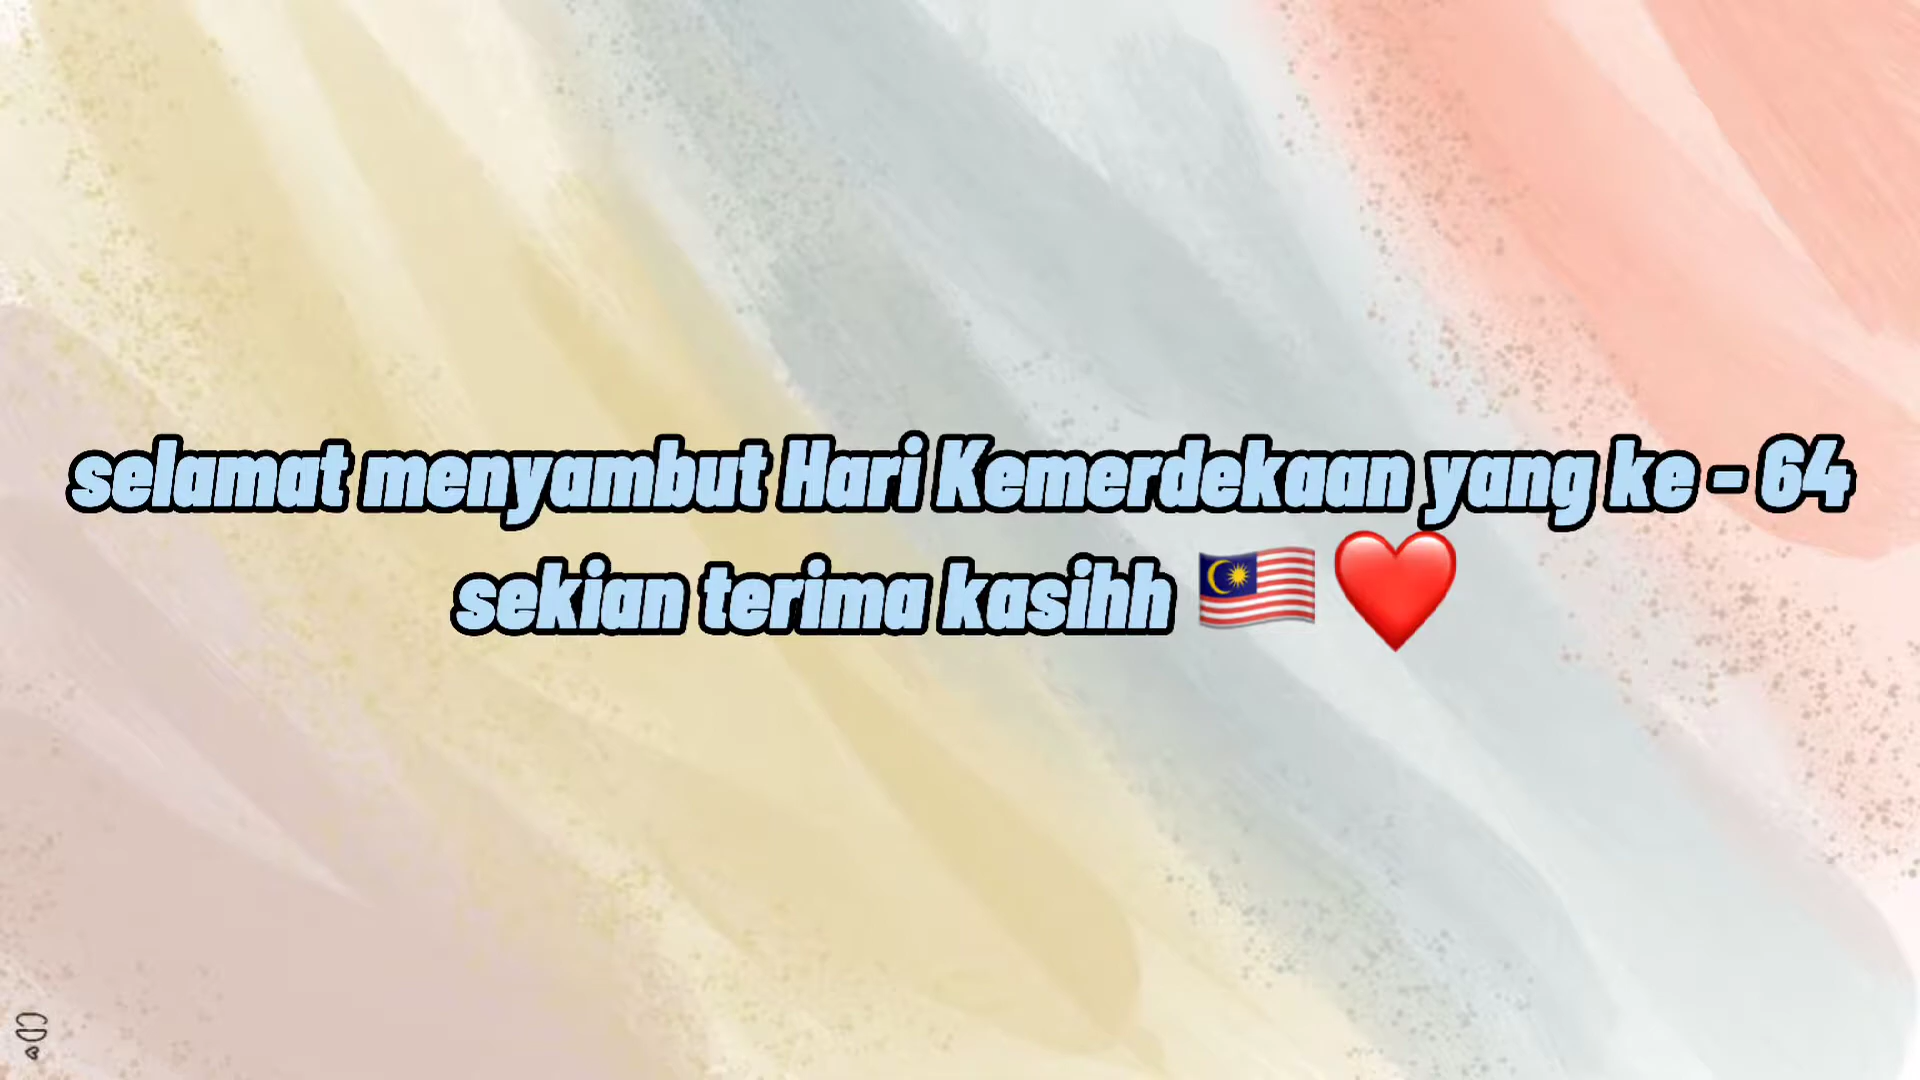 selamat menyambut Hari Kemerdekaan yang ke - 64
sekian terima kasihh 🇲🇾 ❤️